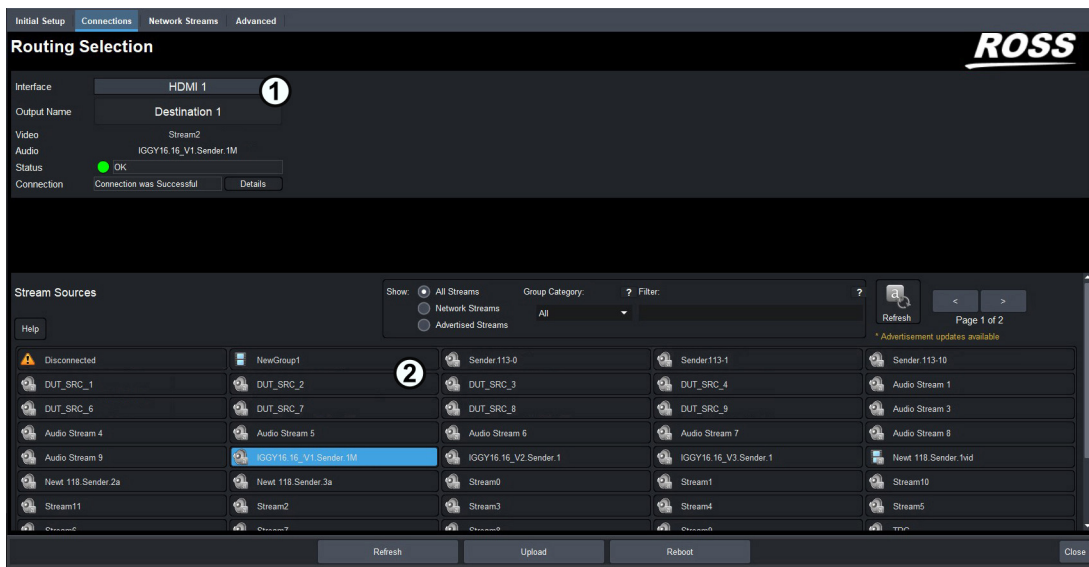 Initial Setup Connections Network Streams Advanced
Routing Selection
ROSS
Interface HDMI 1 1
Output Name Destination 1
Video Stream2
Audio IGGY16.16_V1.Sender.1M
Status OK
Connection Connection was Successful Details
Stream Sources Show: All Streams Group Category: ? Filter: ?
Network Streams All < >
Advertised Streams Refresh Page 1 of 2
Help * Advertisement updates available
Disconnected NewGroup1 2 Sender.113-0 Sender113-1 Sender.113-10
DUT_SRC_1 DUT_SRC_2 DUT_SRC_3 DUT_SRC_4 Audio Stream 1
DUT_SRC_6 DUT_SRC_7 DUT_SRC_8 DUT_SRC_9 Audio Stream 3
Audio Stream 4 Audio Stream 5 Audio Stream 6 Audio Stream 7 Audio Stream 8
Audio Stream 9 IGGY16.16_V1.Sender.1M IGGY16.16_V2.Sender.1 IGGY16.16_V3.Sender.1 Newt 118.Sender.1vid
Newt 118.Sender.2a Newt 118.Sender.3a Stream0 Stream1 Stream10
Stream11 Stream2 Stream3 Stream4 Stream5
Stream6 Stream7 Stream8 Stream9
Refresh Upload Reboot Close